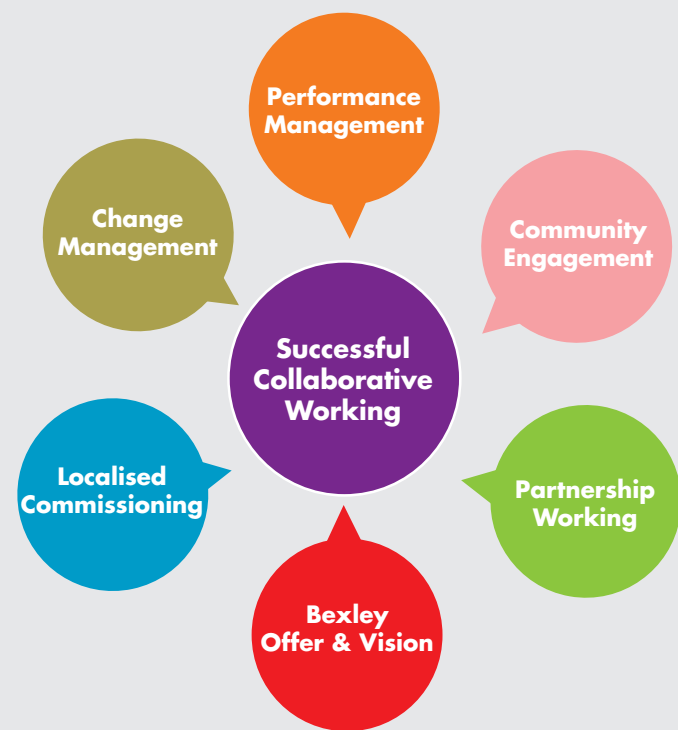 Performance
Management
Change
Management
Community
Engagement
Successful
Collaborative
Working
Localised
Commissioning
Partnership
Working
Bexley
Offer & Vision